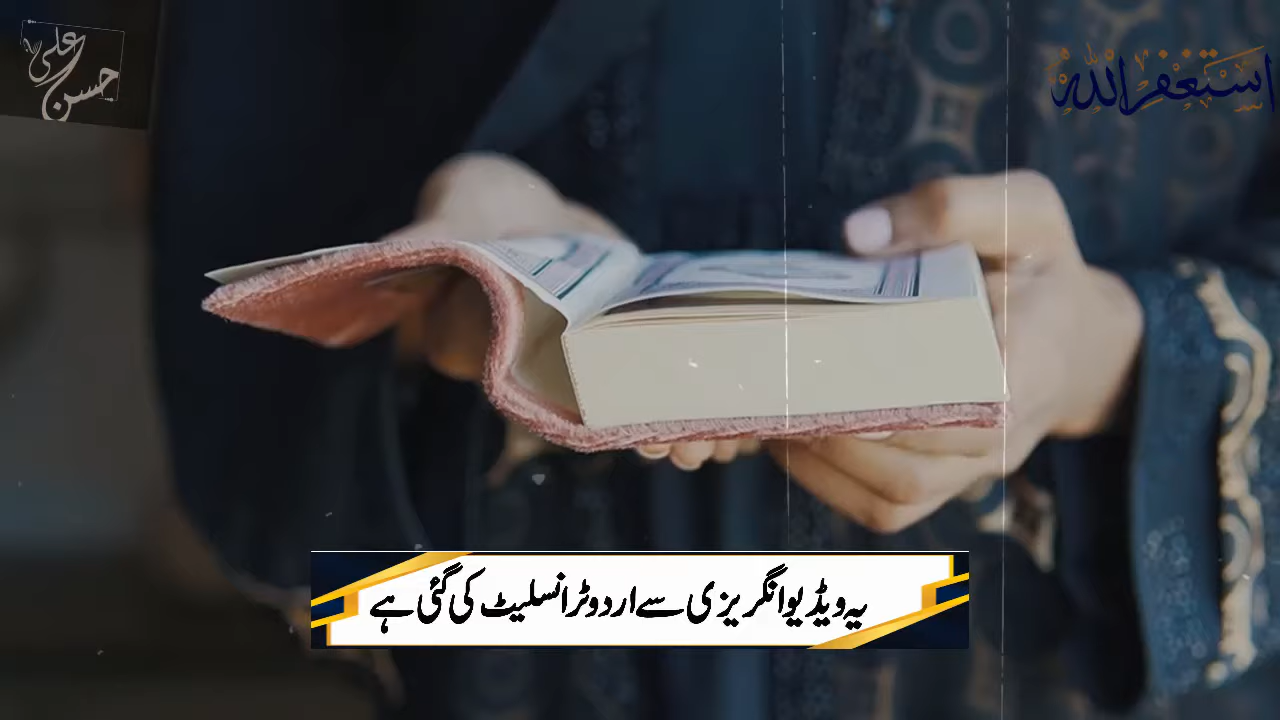 حسن علی
استغفر الله
یہ ویڈیو انگریزی سے اردو ٹرانسلیٹ کی گئی ہے